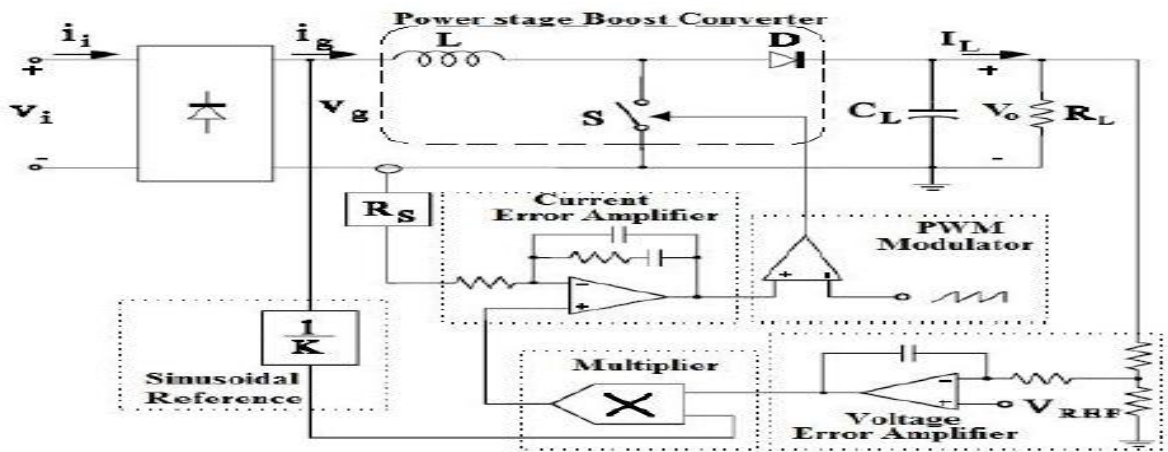 Power stage Boost Converter
i_i
i_g
L
D
I_L
+
v_i
-
v_g
S
C_L
+
V_o
-
R_L
R_S
Current
Error Amplifier
PWM
Modulator
-
+
+
-
1
K
Sinusoidal
Reference
Multiplier
X
-
V_REF
Voltage
Error Amplifier